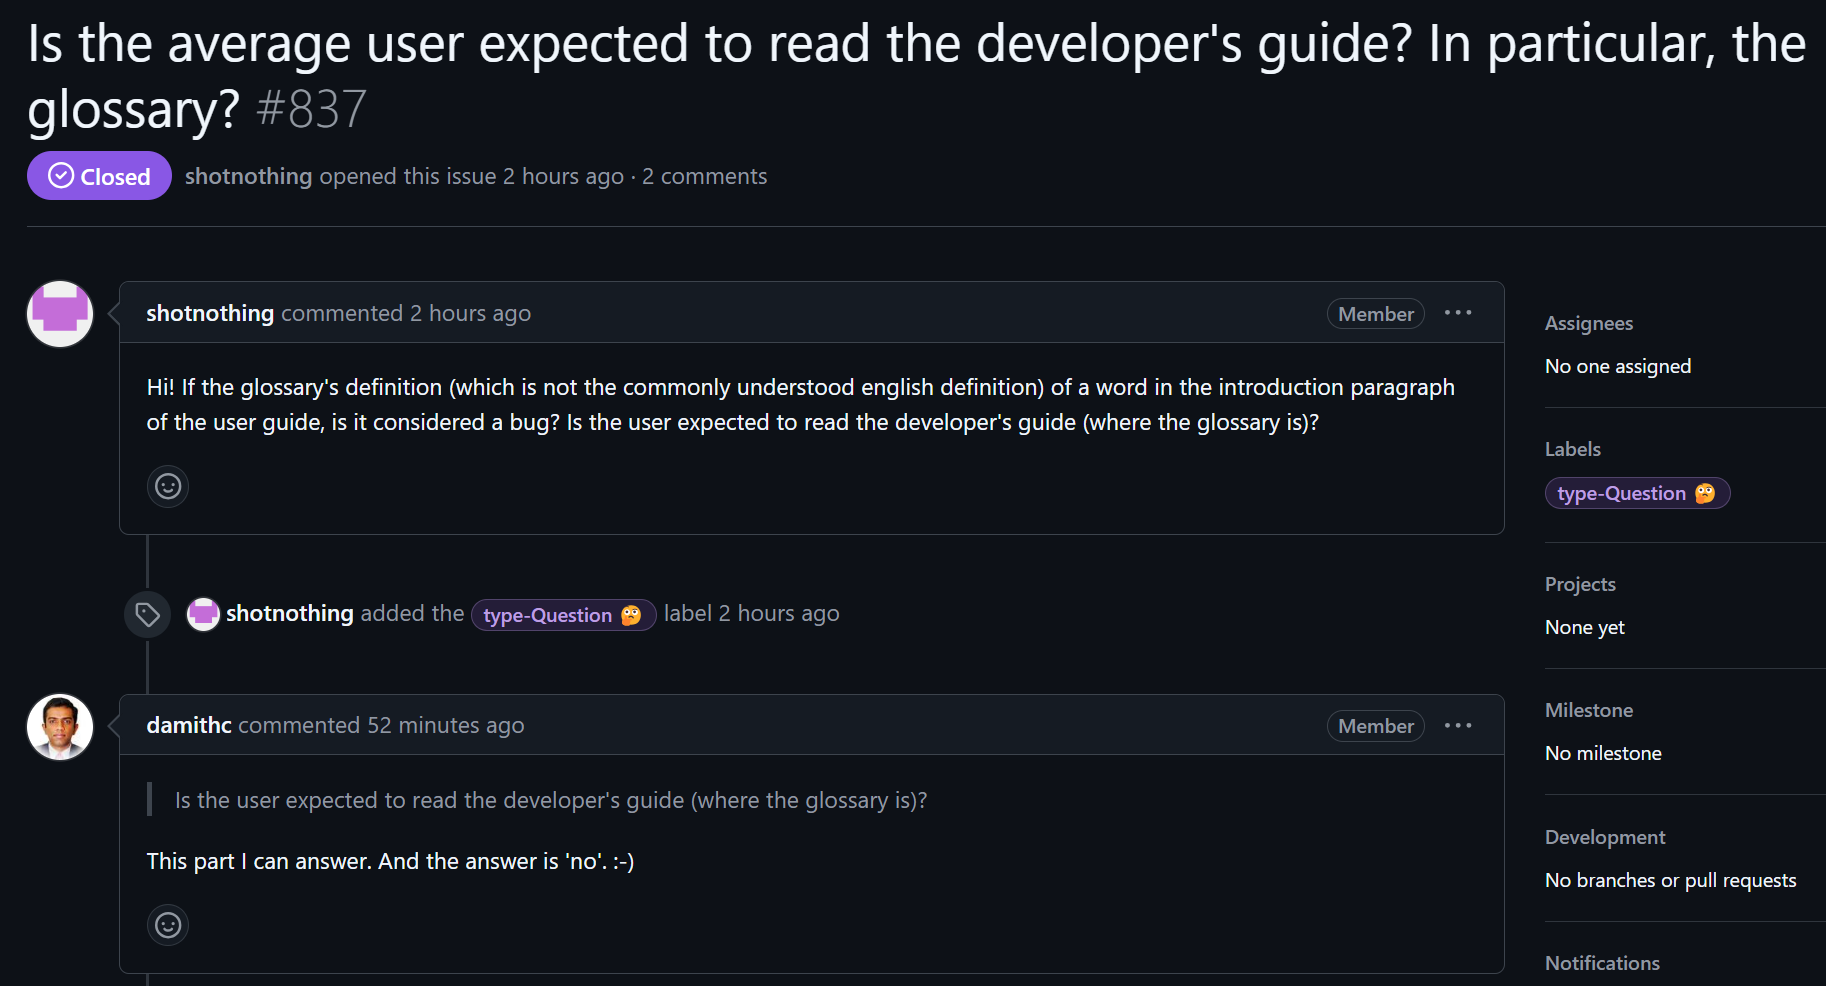 Is the average user expected to read the developer's guide? In particular, the
glossary? #837
Closed
shotnothing opened this issue 2 hours ago · 2 comments
shotnothing commented 2 hours ago
Member
Hi! If the glossary's definition (which is not the commonly understood english definition) of a word in the introduction paragraph
of the user guide, is it considered a bug? Is the user expected to read the developer's guide (where the glossary is)?
shotnothing added the type-Question 🤔 label 2 hours ago
damithc commented 52 minutes ago
Member
Is the user expected to read the developer's guide (where the glossary is)?
This part I can answer. And the answer is 'no'. :-)
Assignees
No one assigned
Labels
type-Question 🤔
Projects
None yet
Milestone
No milestone
Development
No branches or pull requests
Notifications